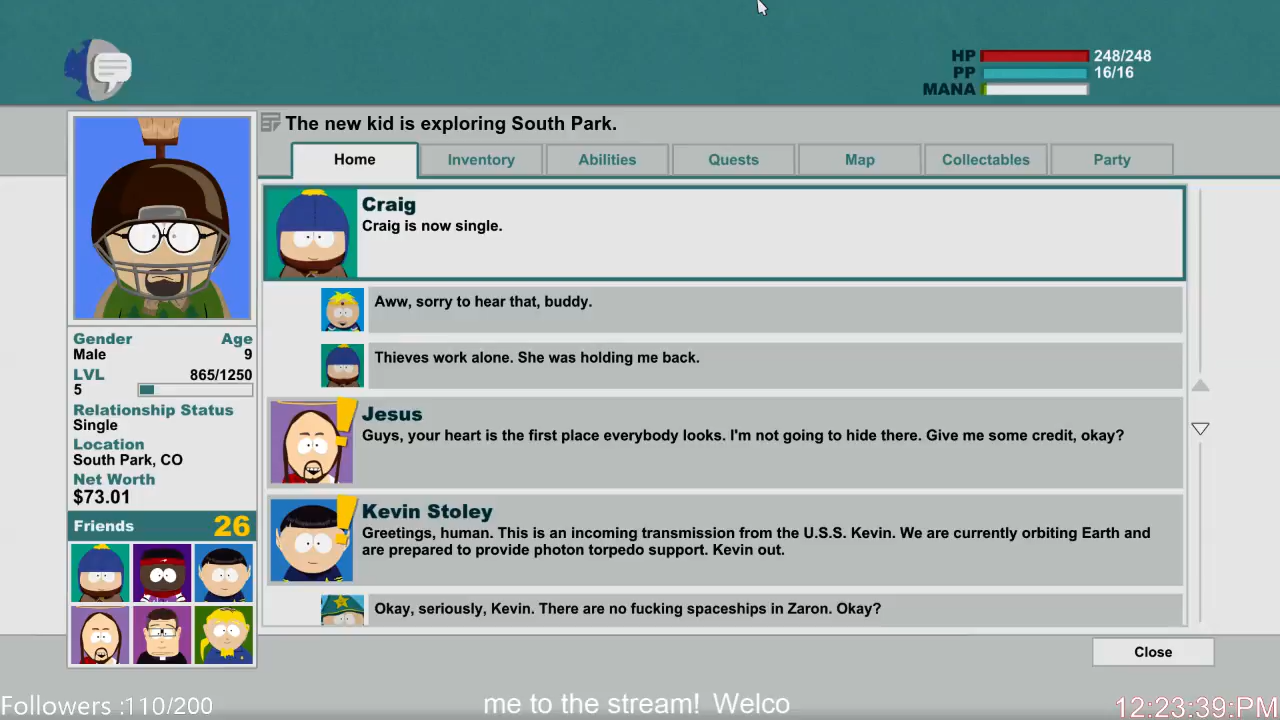 HP 248/248
PP 16/16
MANA
The new kid is exploring South Park.
Home Inventory Abilities Quests Map Collectables Party
Gender Age
Male 9
LVL 865/1250
5
Relationship Status
Single
Location
South Park, CO
Net Worth
$73.01
Friends 26
Craig
Craig is now single.
Aww, sorry to hear that, buddy.
Thieves work alone. She was holding me back.
Jesus
Guys, your heart is the first place everybody looks. I'm not going to hide there. Give me some credit, okay?
Kevin Stoley
Greetings, human. This is an incoming transmission from the U.S.S. Kevin. We are currently orbiting Earth and
are prepared to provide photon torpedo support. Kevin out.
Okay, seriously, Kevin. There are no fucking spaceships in Zaron. Okay?
Close
Followers :110/200
me to the stream! Welco
12:23:39:PM